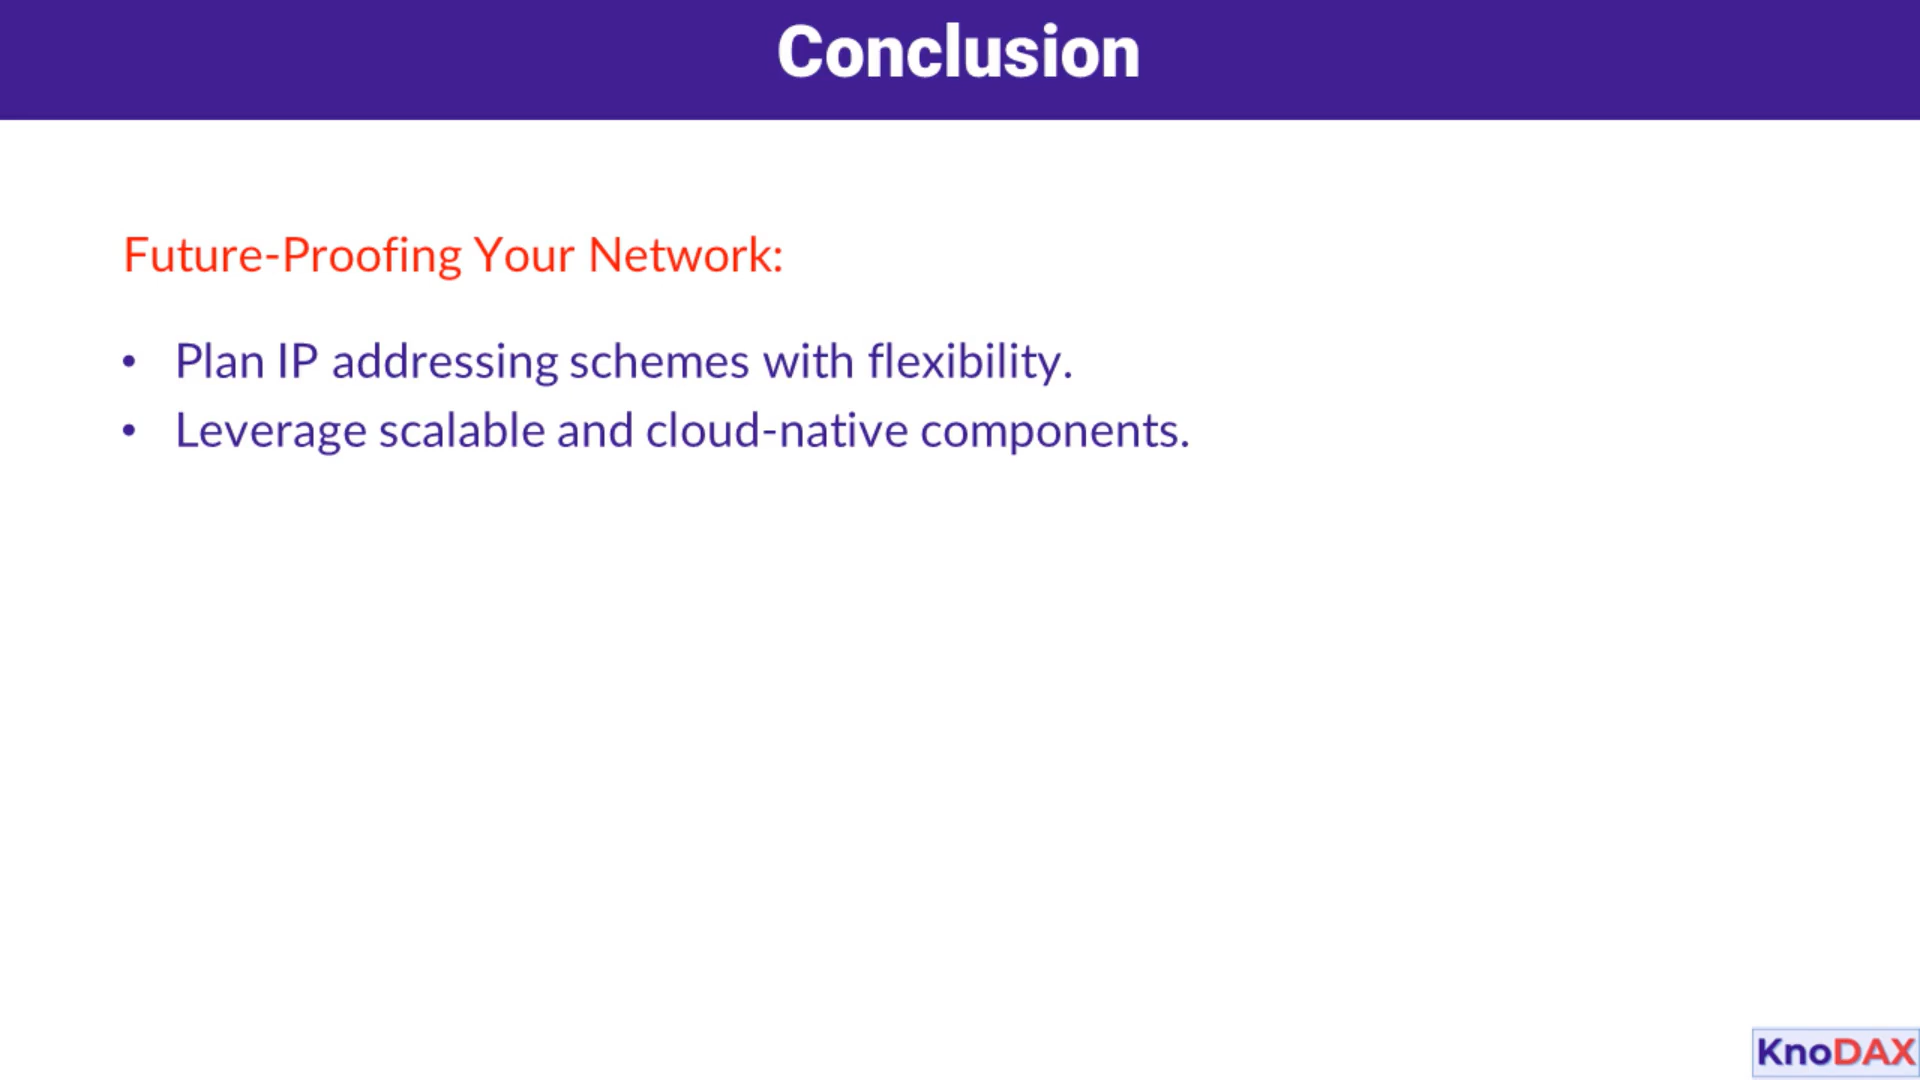 Conclusion
Future-Proofing Your Network:
• Plan IP addressing schemes with flexibility.
• Leverage scalable and cloud-native components.
KnoDAX